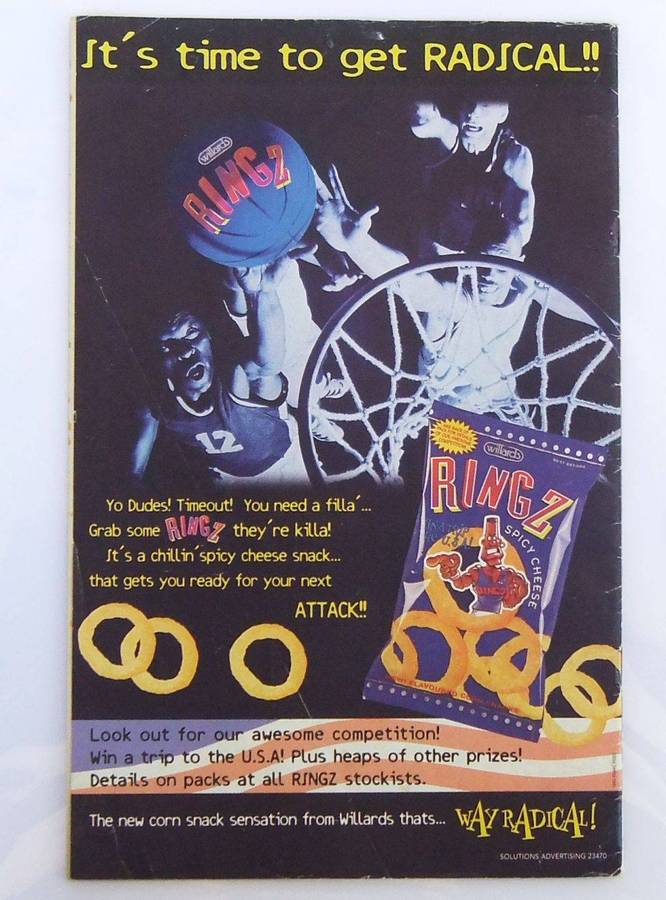 It´s time to get RADICAL!!
willards
RINGZ
12
willards
RINGZ
SPICY CHEESE
RINGZ
Yo Dudes! Timeout! You need a filla´...
Grab some RINGZ they´re killa!
It´s a chillin´spicy cheese snack...
that gets you ready for your next
ATTACK!!
Look out for our awesome competition!
Win a trip to the U.S.A! Plus heaps of other prizes!
Details on packs at all RINGZ stockists.
The new corn snack sensation from Willards thats... WAY RADICAL!
SOLUTIONS ADVERTISING 23470